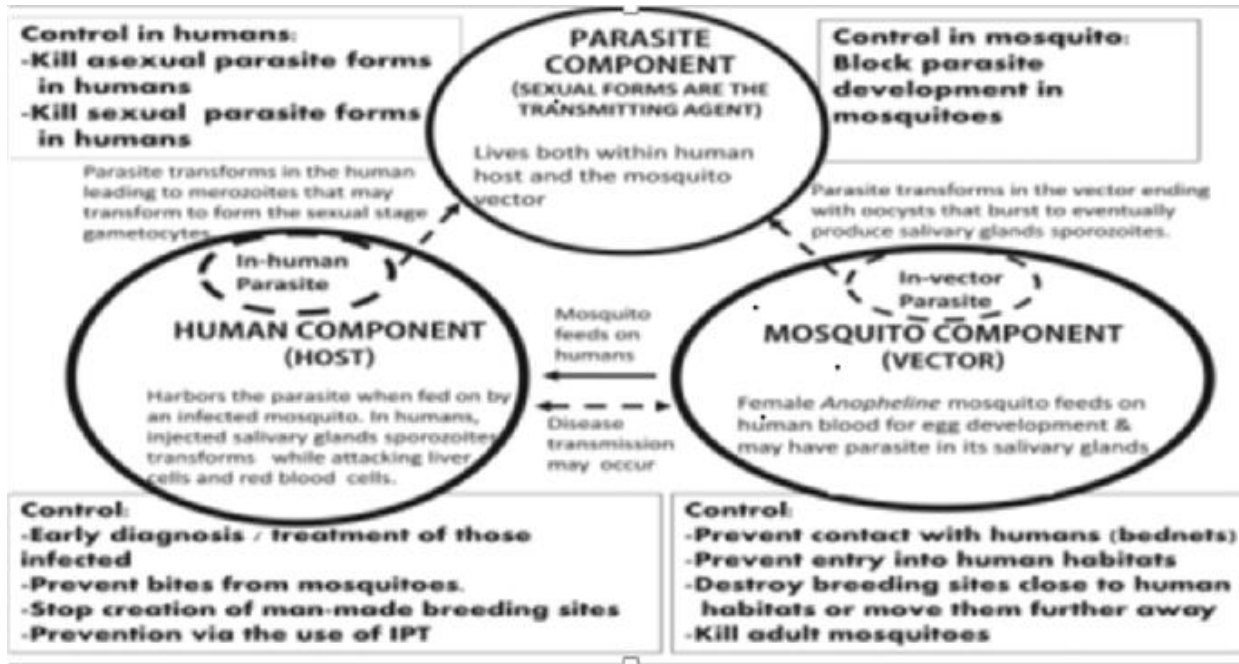 Control in humans:
-Kill asexual parasite forms
in humans
-Kill sexual parasite forms
in humans
PARASITE
COMPONENT
(SEXUAL FORMS ARE THE
TRANSMITTING AGENT)
Lives both within human
host and the mosquito
vector
Control in mosquito:
Block parasite
development in
mosquitoes
Parasite transforms in the human
leading to merozoites that may
transform to form the sexual stage
gametocytes.
Parasite transforms in the vector ending
with oocysts that burst to eventually
produce salivary glands sporozoites.
In-human
Parasite
HUMAN COMPONENT
(HOST)
Harbors the parasite when fed on by
an infected mosquito. In humans,
injected salivary glands sporozoites
transforms while attacking liver
cells and red blood cells.
Mosquito
feeds on
humans
Disease
transmission
may occur
In-vector
Parasite
MOSQUITO COMPONENT
(VECTOR)
Female Anopheline mosquito feeds on
human blood for egg development &
may have parasite in its salivary glands
Control:
-Early diagnosis / treatment of those
infected
-Prevent bites from mosquitoes.
-Stop creation of man-made breeding sites
-Prevention via the use of IPT
Control:
-Prevent contact with humans (bednets)
-Prevent entry into human habitats
-Destroy breeding sites close to human
habitats or move them further away
-Kill adult mosquitoes